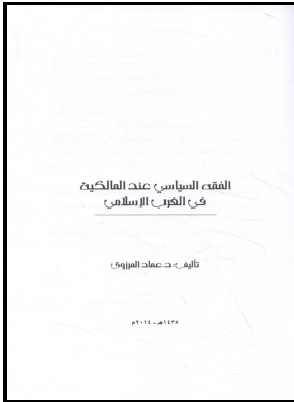 الفقه السياسي عند المالكية
في الغرب الإسلامي
تأليف: د. عماد المرزوق
١٤٣٥هـ - ٢٠١٤م